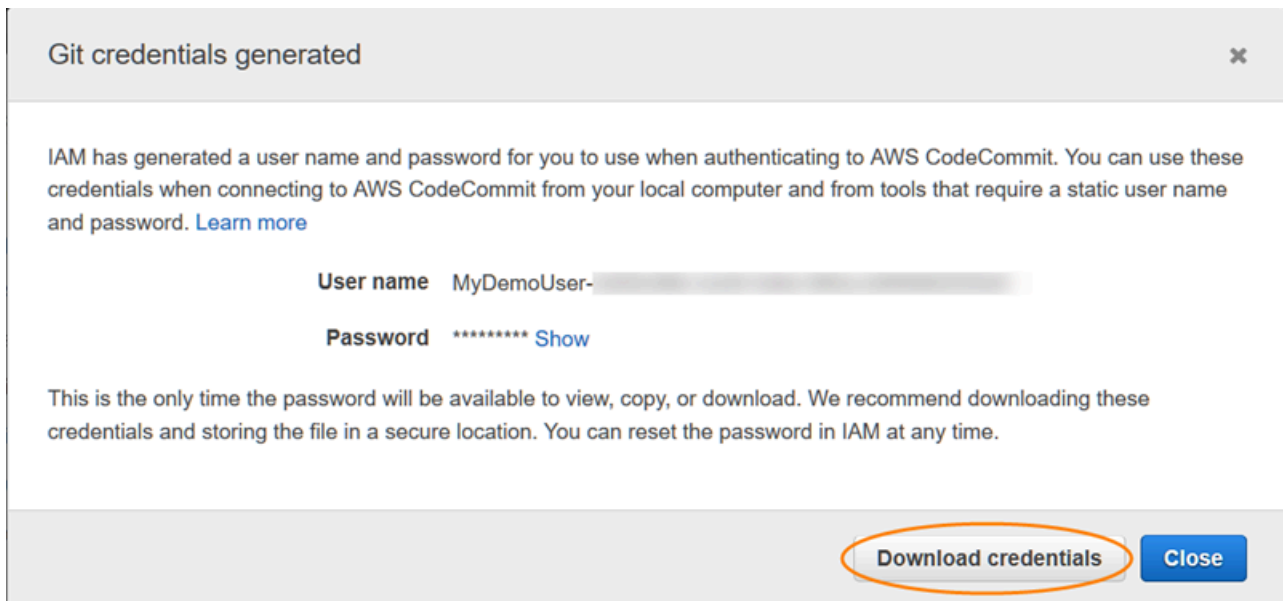 Git credentials generated
IAM has generated a user name and password for you to use when authenticating to AWS CodeCommit. You can use these
credentials when connecting to AWS CodeCommit from your local computer and from tools that require a static user name
and password. Learn more
User name MyDemoUser-
Password ********* Show
This is the only time the password will be available to view, copy, or download. We recommend downloading these
credentials and storing the file in a secure location. You can reset the password in IAM at any time.
Download credentials Close